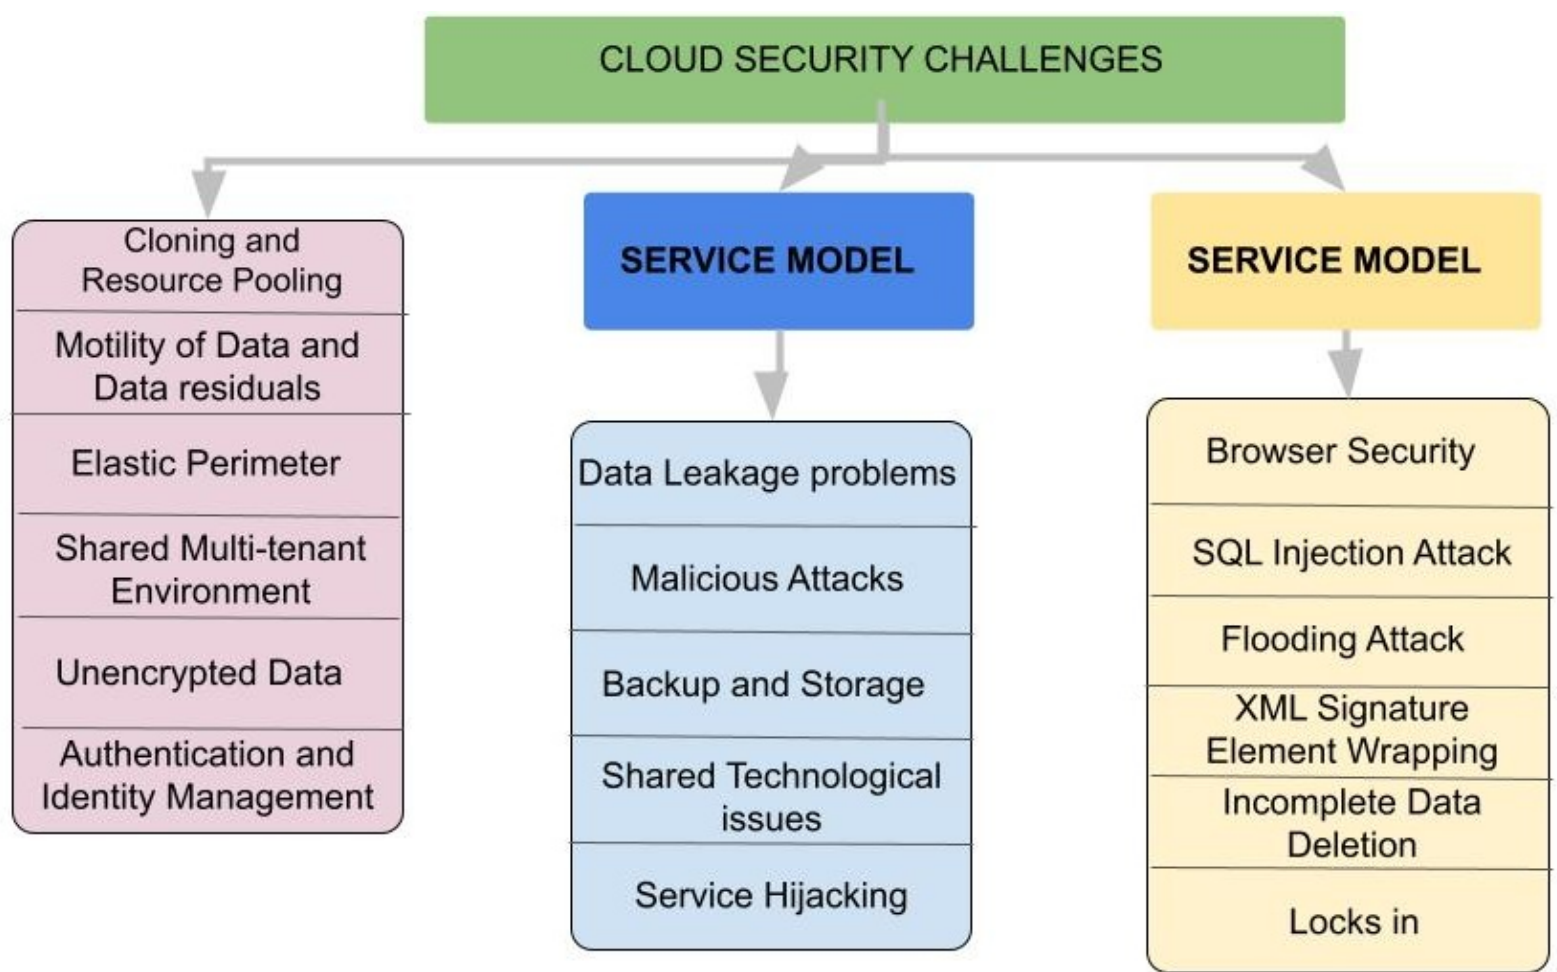 CLOUD SECURITY CHALLENGES
Cloning and
Resource Pooling
Motility of Data and
Data residuals
Elastic Perimeter
Shared Multi-tenant
Environment
Unencrypted Data
Authentication and
Identity Management
SERVICE MODEL
Data Leakage problems
Malicious Attacks
Backup and Storage
Shared Technological
issues
Service Hijacking
SERVICE MODEL
Browser Security
SQL Injection Attack
Flooding Attack
XML Signature
Element Wrapping
Incomplete Data
Deletion
Locks in